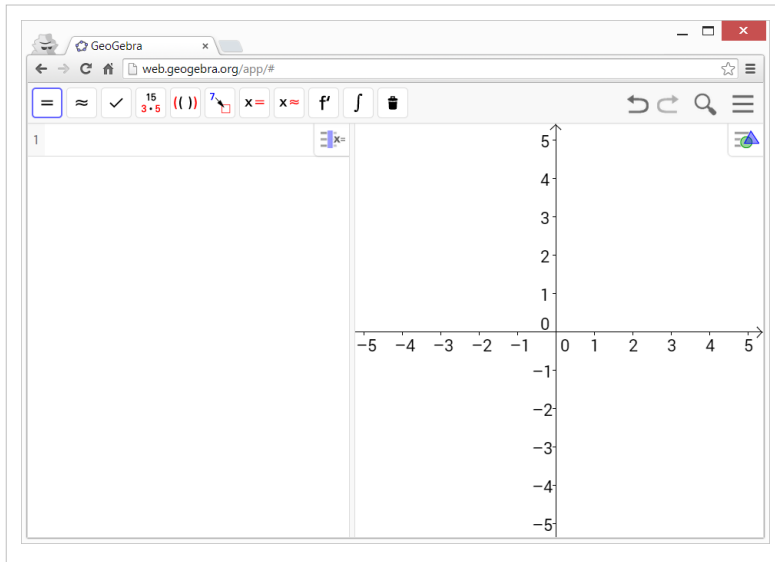 GeoGebra ×
web.geogebra.org/app/#
= ≈ ✓ 15 (( )) 7 x= x≈ f' ∫
3·5
1 x=
5
4
3
2
1
0
−5 −4 −3 −2 −1 0 1 2 3 4 5
−1
−2
−3
−4
−5